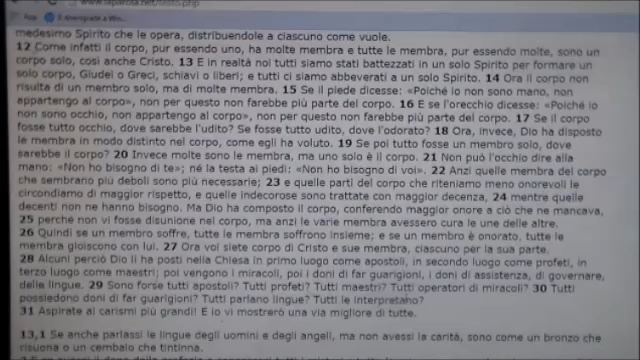 www.laparola.net/testo.php
medesimo Spirito che le opera, distribuendole a ciascuno come vuole.
12 Come infatti il corpo, pur essendo uno, ha molte membra e tutte le membra, pur essendo molte, sono un
corpo solo, così anche Cristo. 13 E in realtà noi tutti siamo stati battezzati in un solo Spirito per formare un
solo corpo, Giudei o Greci, schiavi o liberi; e tutti ci siamo abbeverati a un solo Spirito. 14 Ora il corpo non
risulta di un membro solo, ma di molte membra. 15 Se il piede dicesse: «Poiché io non sono mano, non
appartengo al corpo», non per questo non farebbe più parte del corpo. 16 E se l'orecchio dicesse: «Poiché io
non sono occhio, non appartengo al corpo», non per questo non farebbe più parte del corpo. 17 Se il corpo
fosse tutto occhio, dove sarebbe l'udito? Se fosse tutto udito, dove l'odorato? 18 Ora, invece, Dio ha disposto
le membra in modo distinto nel corpo, come egli ha voluto. 19 Se poi tutto fosse un membro solo, dove
sarebbe il corpo? 20 Invece molte sono le membra, ma uno solo è il corpo. 21 Non può l'occhio dire alla
mano: «Non ho bisogno di te»; né la testa ai piedi: «Non ho bisogno di voi». 22 Anzi quelle membra del corpo
che sembrano più deboli sono più necessarie; 23 e quelle parti del corpo che riteniamo meno onorevoli le
circondiamo di maggior rispetto, e quelle indecorose sono trattate con maggior decenza, 24 mentre quelle
decenti non ne hanno bisogno. Ma Dio ha composto il corpo, conferendo maggior onore a ciò che ne mancava,
25 perché non vi fosse disunione nel corpo, ma anzi le varie membra avessero cura le une delle altre.
26 Quindi se un membro soffre, tutte le membra soffrono insieme; e se un membro è onorato, tutte le
membra gioiscono con lui. 27 Ora voi siete corpo di Cristo e sue membra, ciascuno per la sua parte.
28 Alcuni perciò Dio li ha posti nella Chiesa in primo luogo come apostoli, in secondo luogo come profeti, in
terzo luogo come maestri; poi vengono i miracoli, poi i doni di far guarigioni, i doni di assistenza, di governare,
delle lingue. 29 Sono forse tutti apostoli? Tutti profeti? Tutti maestri? Tutti operatori di miracoli? 30 Tutti
possiedono doni di far guarigioni? Tutti parlano lingue? Tutti le interpretano?
31 Aspirate ai carismi più grandi! E io vi mostrerò una via migliore di tutte.
13,1 Se anche parlassi le lingue degli uomini e degli angeli, ma non avessi la carità, sono come un bronzo che
risuona o un cembalo che tintinna.